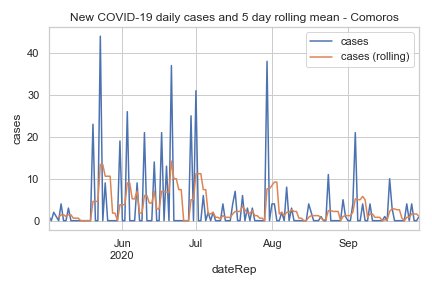 New COVID-19 daily cases and 5 day rolling mean - Comoros
cases
cases (rolling)
cases
40
30
20
10
0
Jun
2020
Jul
Aug
Sep
dateRep